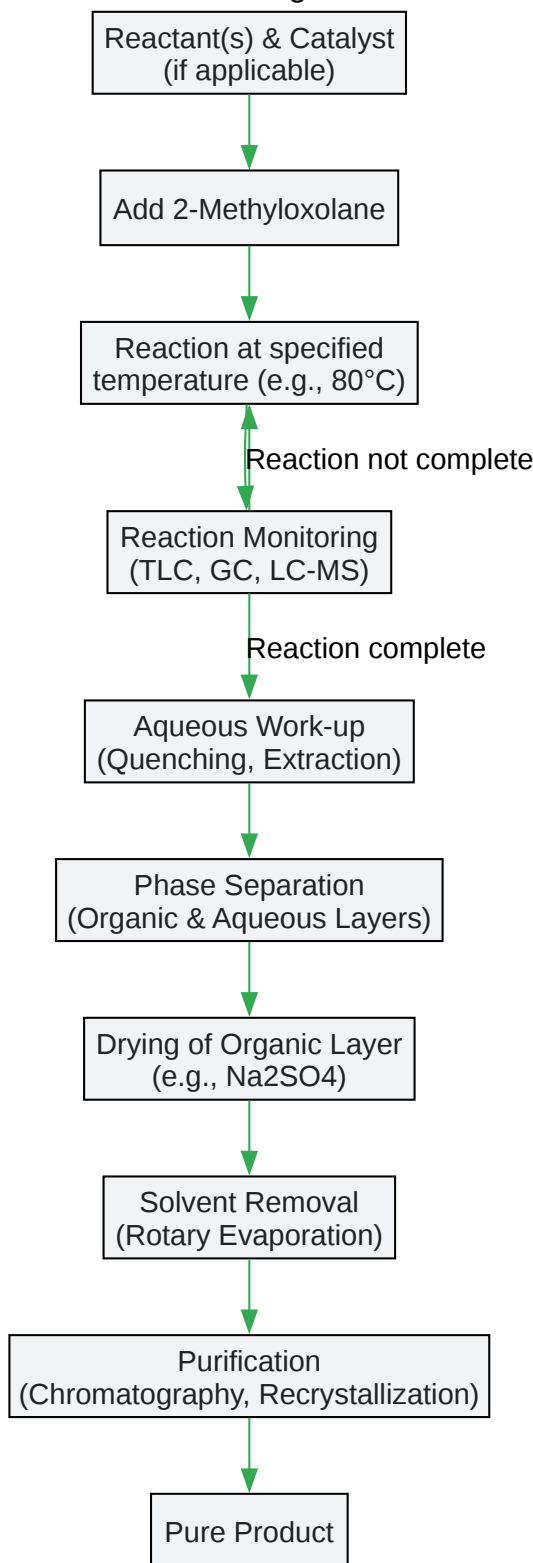 Reactant(s) & Catalyst
(if applicable)
Add 2-Methyloxolane
Reaction at specified
temperature (e.g., 80°C)
Reaction not complete
Reaction Monitoring
(TLC, GC, LC-MS)
Reaction complete
Aqueous Work-up
(Quenching, Extraction)
Phase Separation
(Organic & Aqueous Layers)
Drying of Organic Layer
(e.g., Na2SO4)
Solvent Removal
(Rotary Evaporation)
Purification
(Chromatography, Recrystallization)
Pure Product